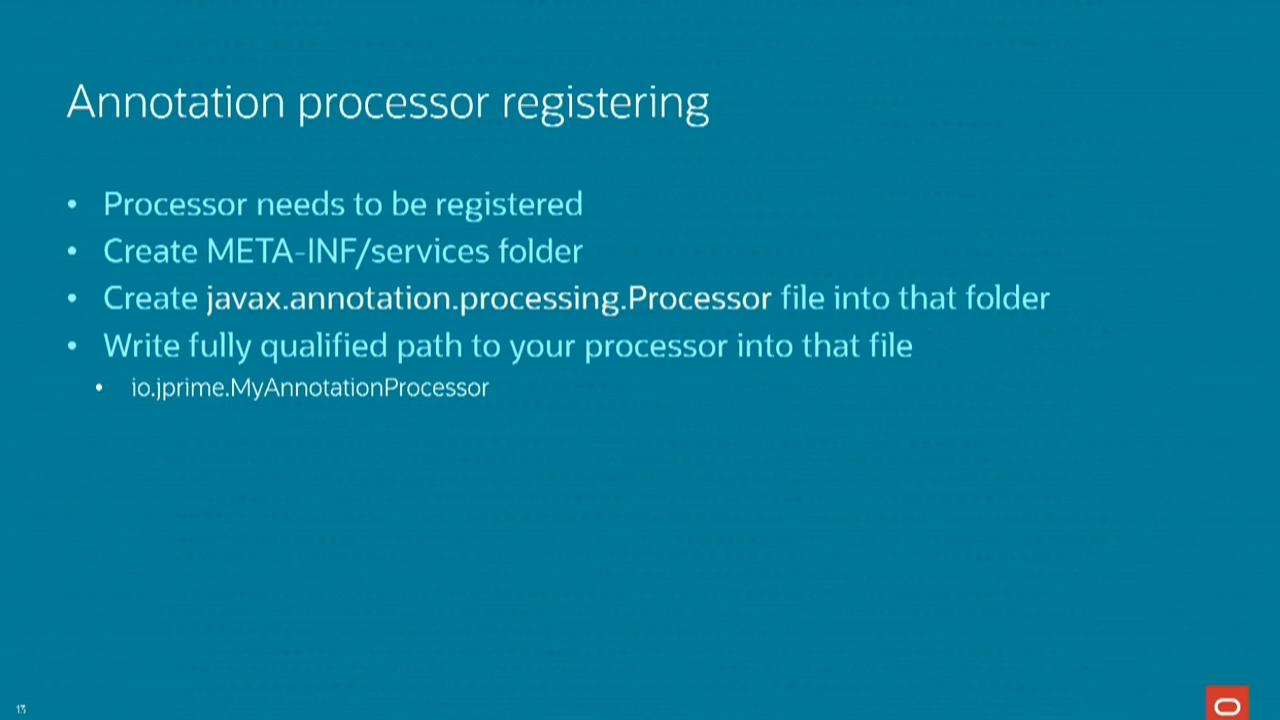 Annotation processor registering
• Processor needs to be registered
• Create META-INF/services folder
• Create javax.annotation.processing.Processor file into that folder
• Write fully qualified path to your processor into that file
• io.jprime.MyAnnotationProcessor
13